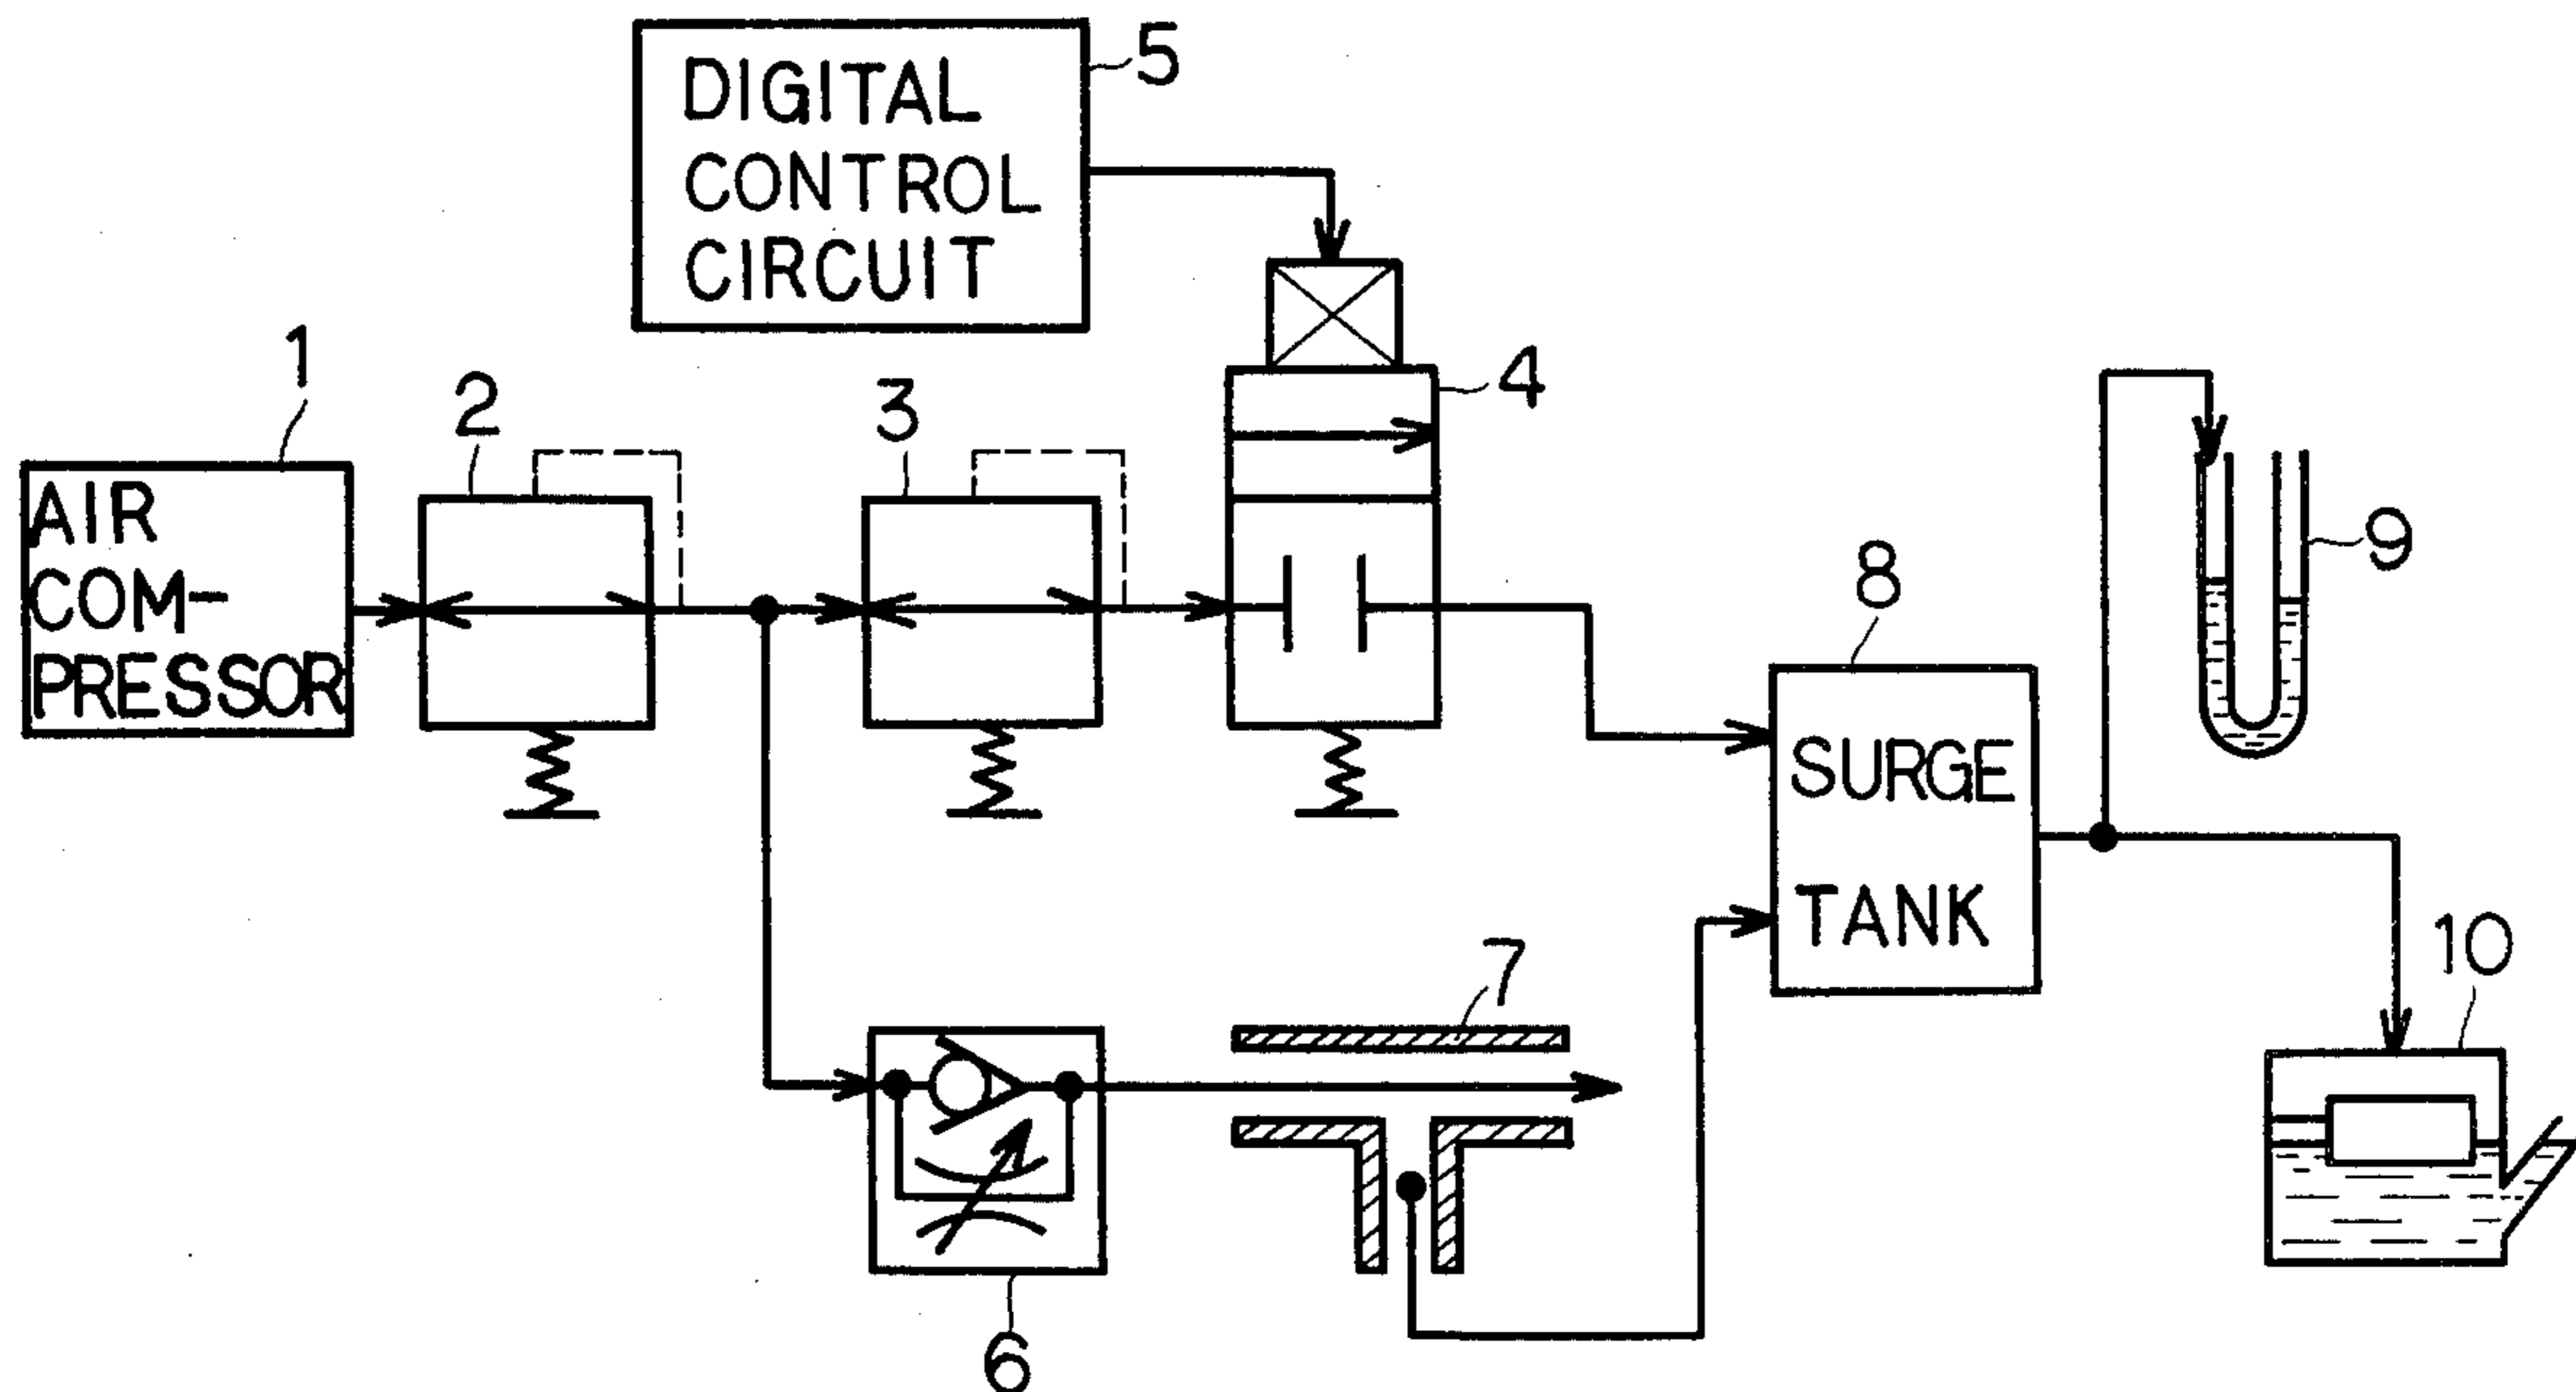 DIGITAL
CONTROL
CIRCUIT
5
1
2
3
4
AIR
COM-
PRESSOR
8
9
SURGE
TANK
7
10
6